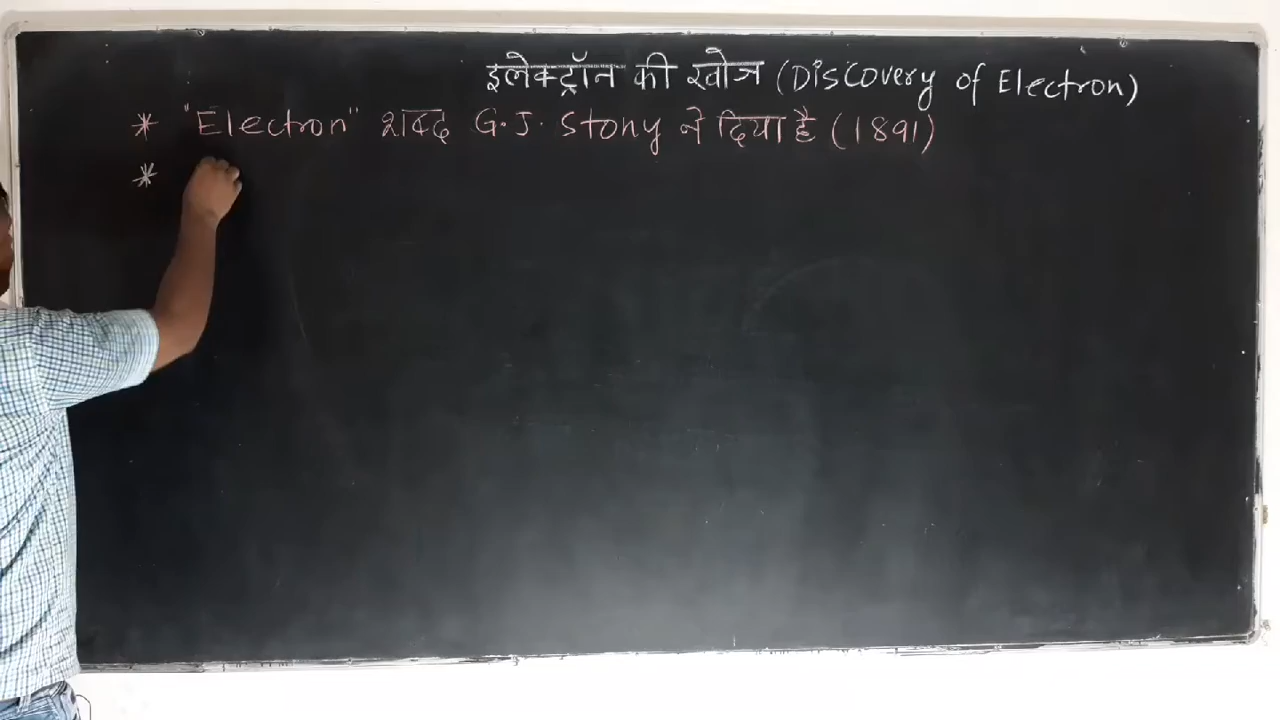 इलेक्ट्रॉन की खोज (Discovery of Electron)
* "Electron" शब्द G.J. Stony ने दिया है (1891)
*